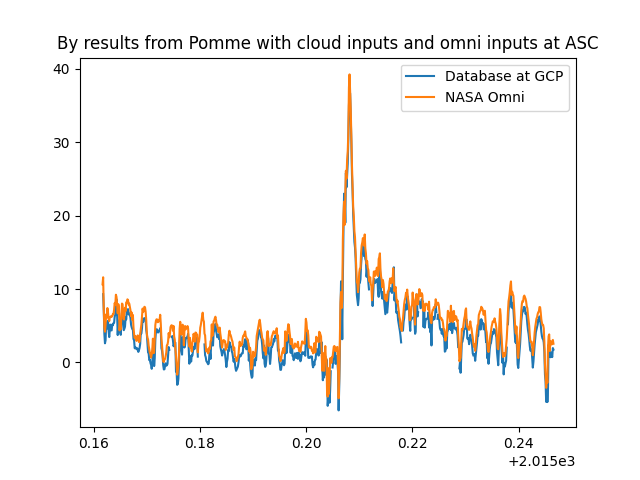 By results from Pomme with cloud inputs and omni inputs at ASC
Database at GCP
NASA Omni
40
30
20
10
0
0.16 0.18 0.20 0.22 0.24
+2.015e3